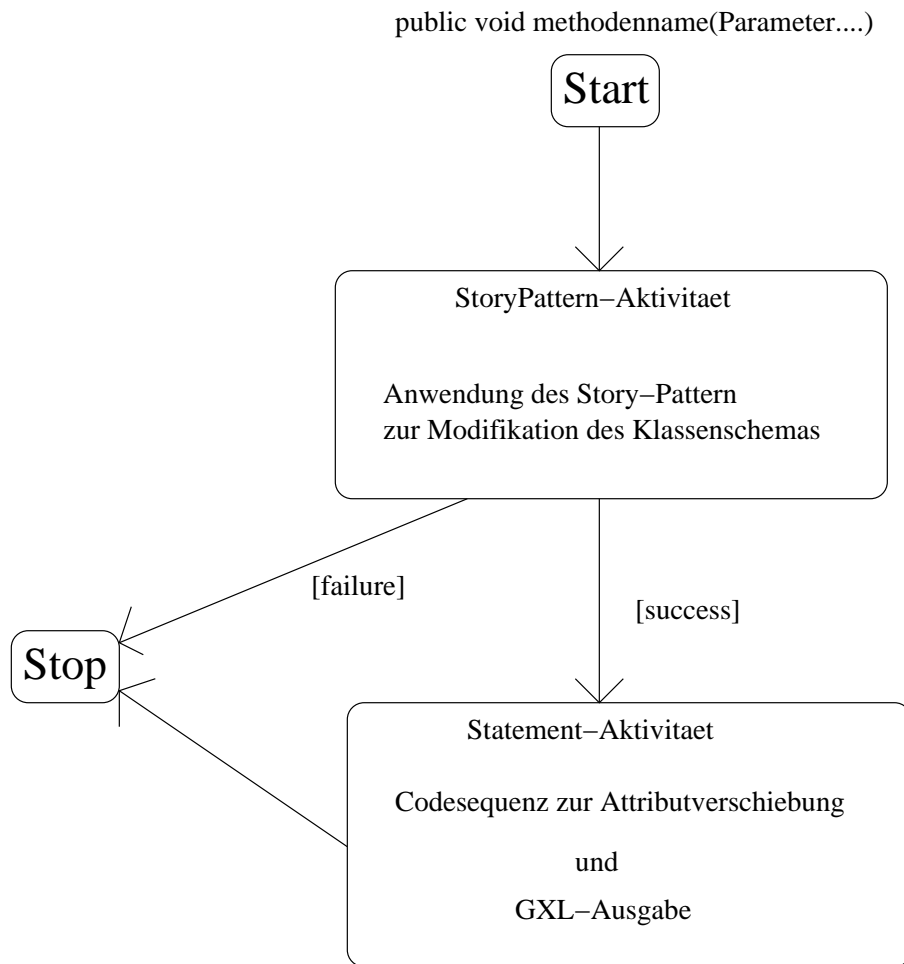 public void methodenname(Parameter....)
Start
StoryPattern−Aktivitaet
Anwendung des Story−Pattern
zur Modifikation des Klassenschemas
[failure]
[success]
Stop
Statement−Aktivitaet
Codesequenz zur Attributverschiebung
und
GXL−Ausgabe